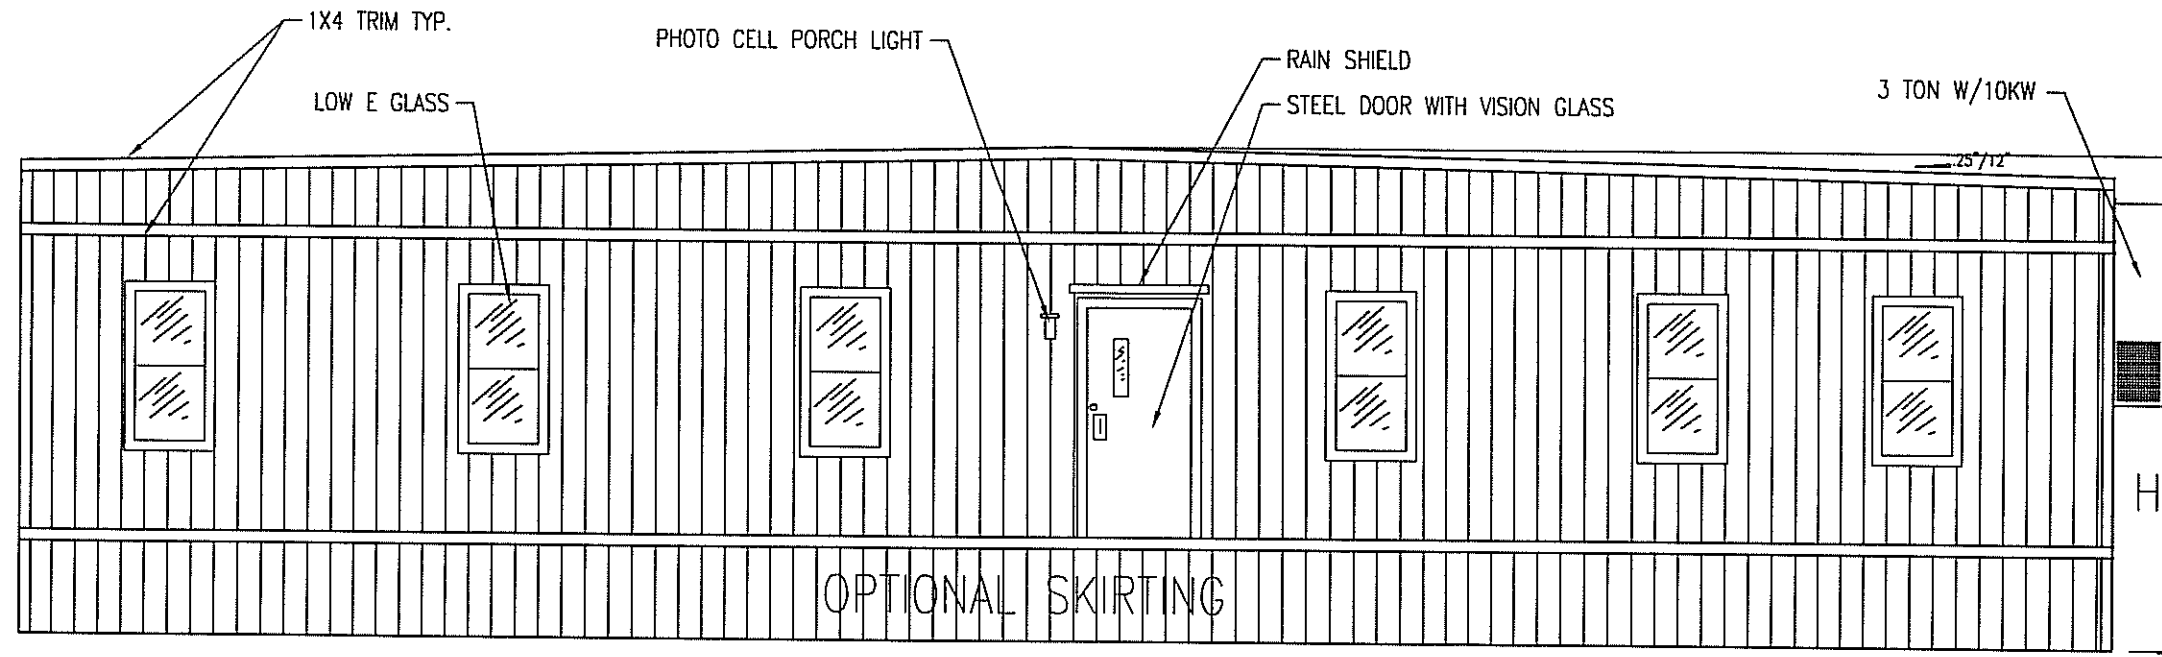 1X4 TRIM TYP.
PHOTO CELL PORCH LIGHT
RAIN SHIELD
LOW E GLASS
STEEL DOOR WITH VISION GLASS
3 TON W/10KW
.25"/12"
H
OPTIONAL SKIRTING